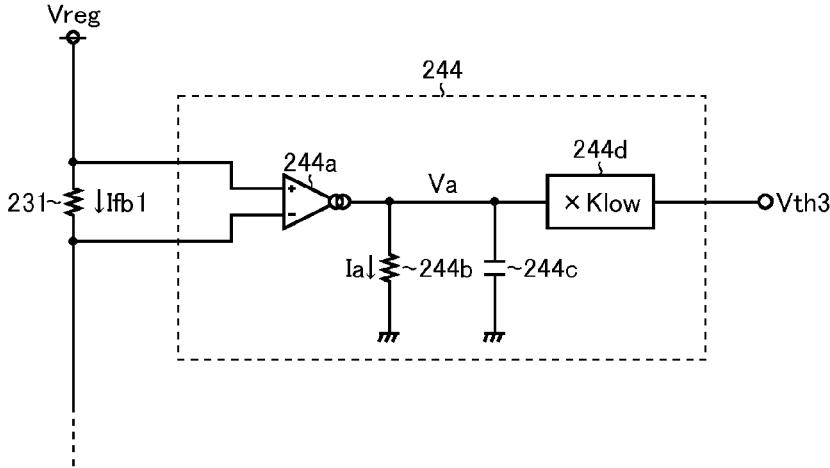 Vreg
244
244a
244d
231~
↓Ifb1
+
−
Va
×Klow
Vth3
Ia↓
~244b
~244c